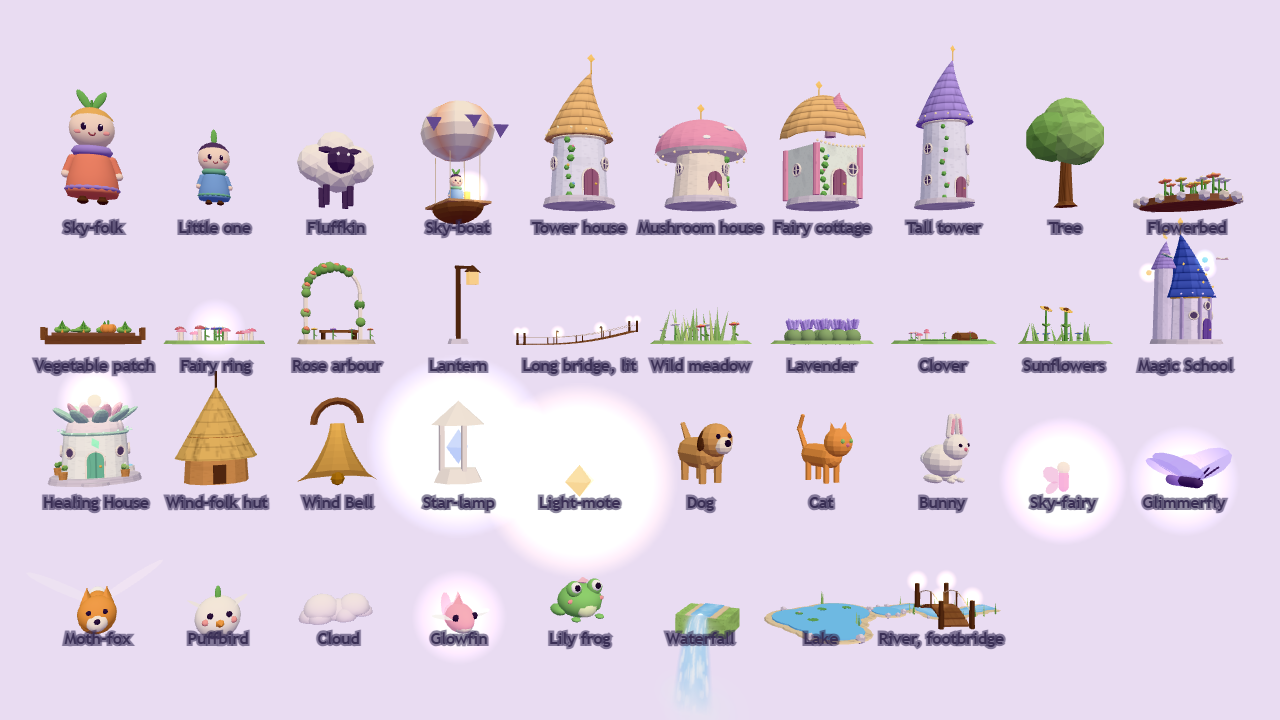 Sky-folk
Little one
Fluffkin
Sky-boat
Tower house
Mushroom house
Fairy cottage
Tall tower
Tree
Flowerbed
Vegetable patch
Fairy ring
Rose arbour
Lantern
Long bridge, lit
Wild meadow
Lavender
Clover
Sunflowers
Magic School
Healing House
Wind-folk hut
Wind Bell
Star-lamp
Light-mote
Dog
Cat
Bunny
Sky-fairy
Glimmerfly
Moth-fox
Puffbird
Cloud
Glowfin
Lily frog
Waterfall
Lake
River, footbridge